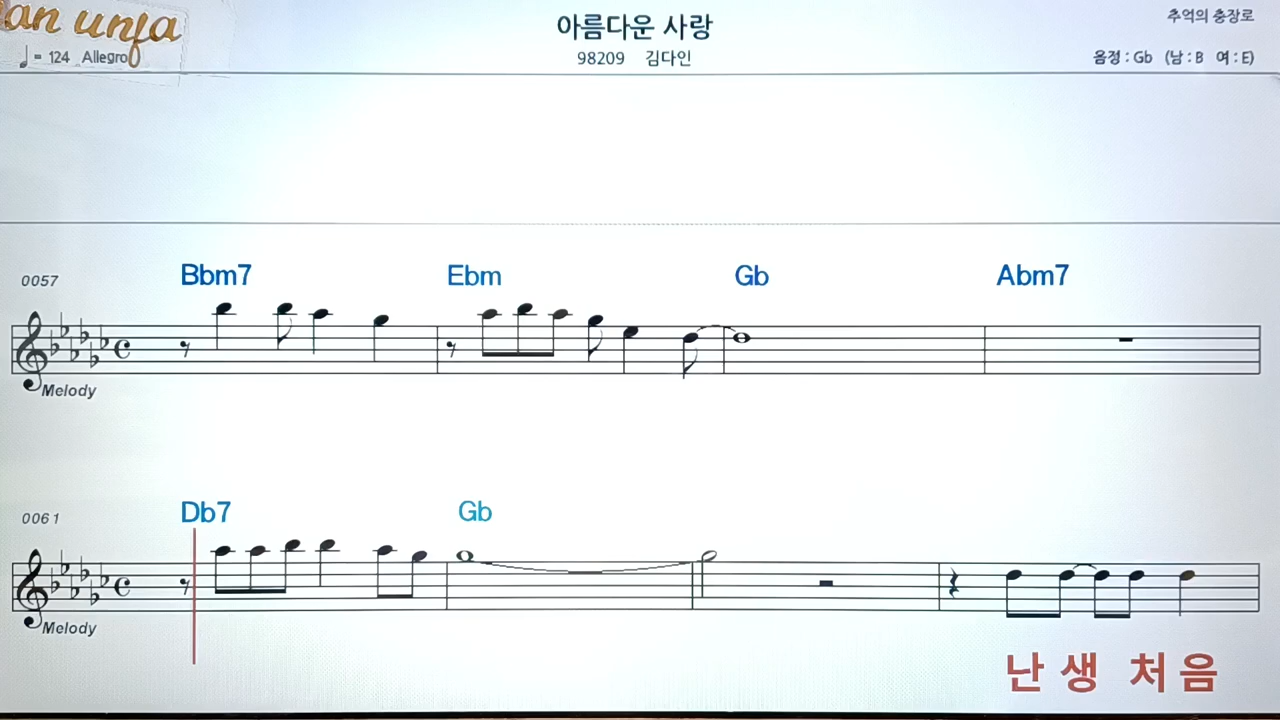 an unfa
아름다운 사랑
추억의 충장로
♩= 124 Allegro
98209 김다인
음정 : Gb (남 : B 여 : E)
0057
Bbm7 Ebm Gb Abm7
Melody
0061
Db7 Gb
Melody
난 생 처 음